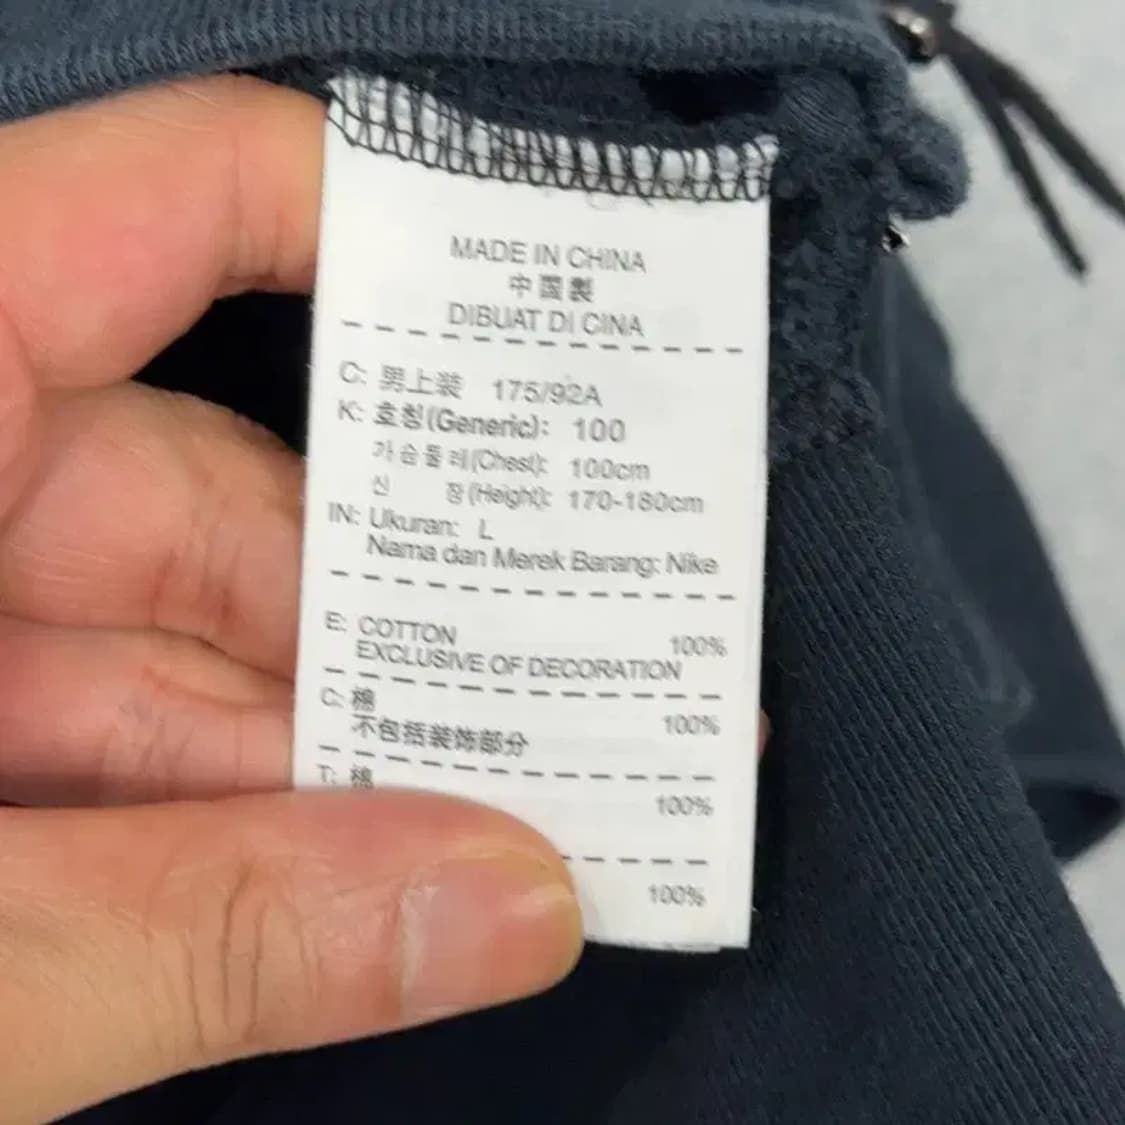 MADE IN CHINA
中国製
DIBUAT DI CINA
C: 男上装 175/92A
K: 호칭(Generic): 100
가슴둘레(Chest): 100cm
신 장(Height): 170-180cm
IN: Ukuran: L
Nama dan Merek Barang: Nike
E: COTTON 100%
EXCLUSIVE OF DECORATION
C: 棉 100%
不包括装饰部分
T: 棉 100%
100%